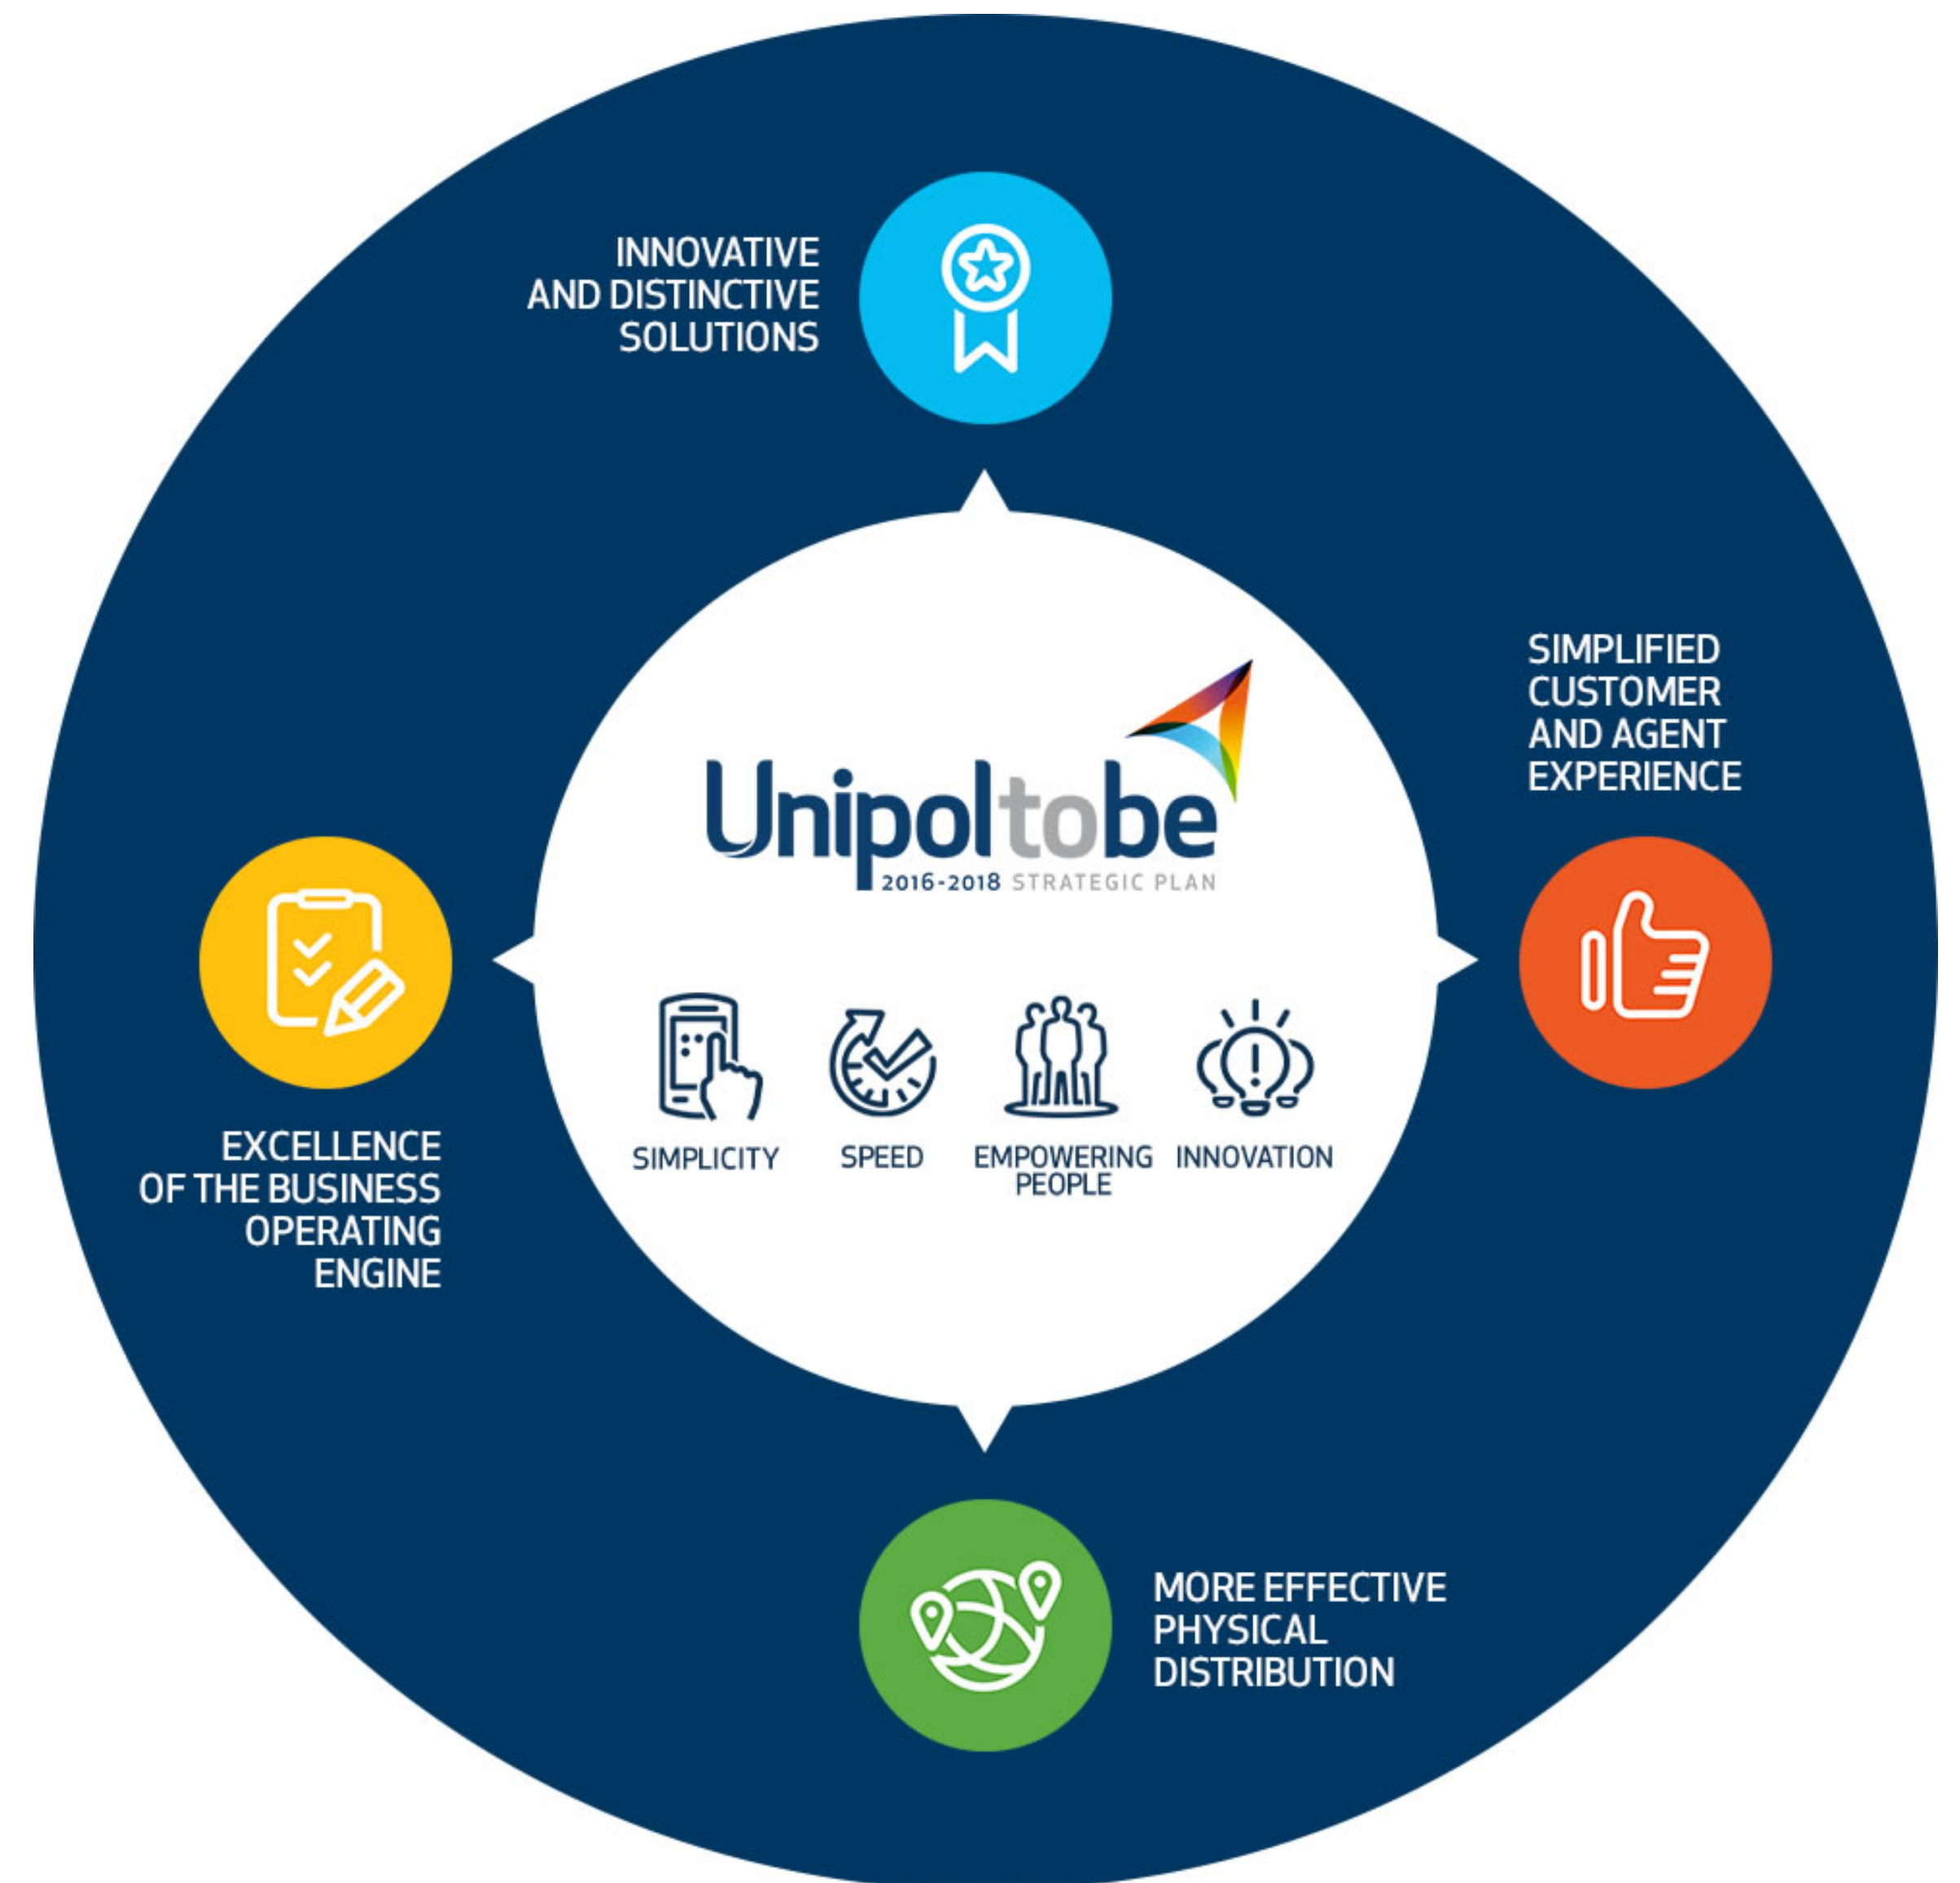 INNOVATIVE
AND DISTINCTIVE
SOLUTIONS
SIMPLIFIED
CUSTOMER
AND AGENT
EXPERIENCE
Unipoltobe
2016-2018 STRATEGIC PLAN
SIMPLICITY
SPEED
EMPOWERING
PEOPLE
INNOVATION
EXCELLENCE
OF THE BUSINESS
OPERATING
ENGINE
MORE EFFECTIVE
PHYSICAL
DISTRIBUTION